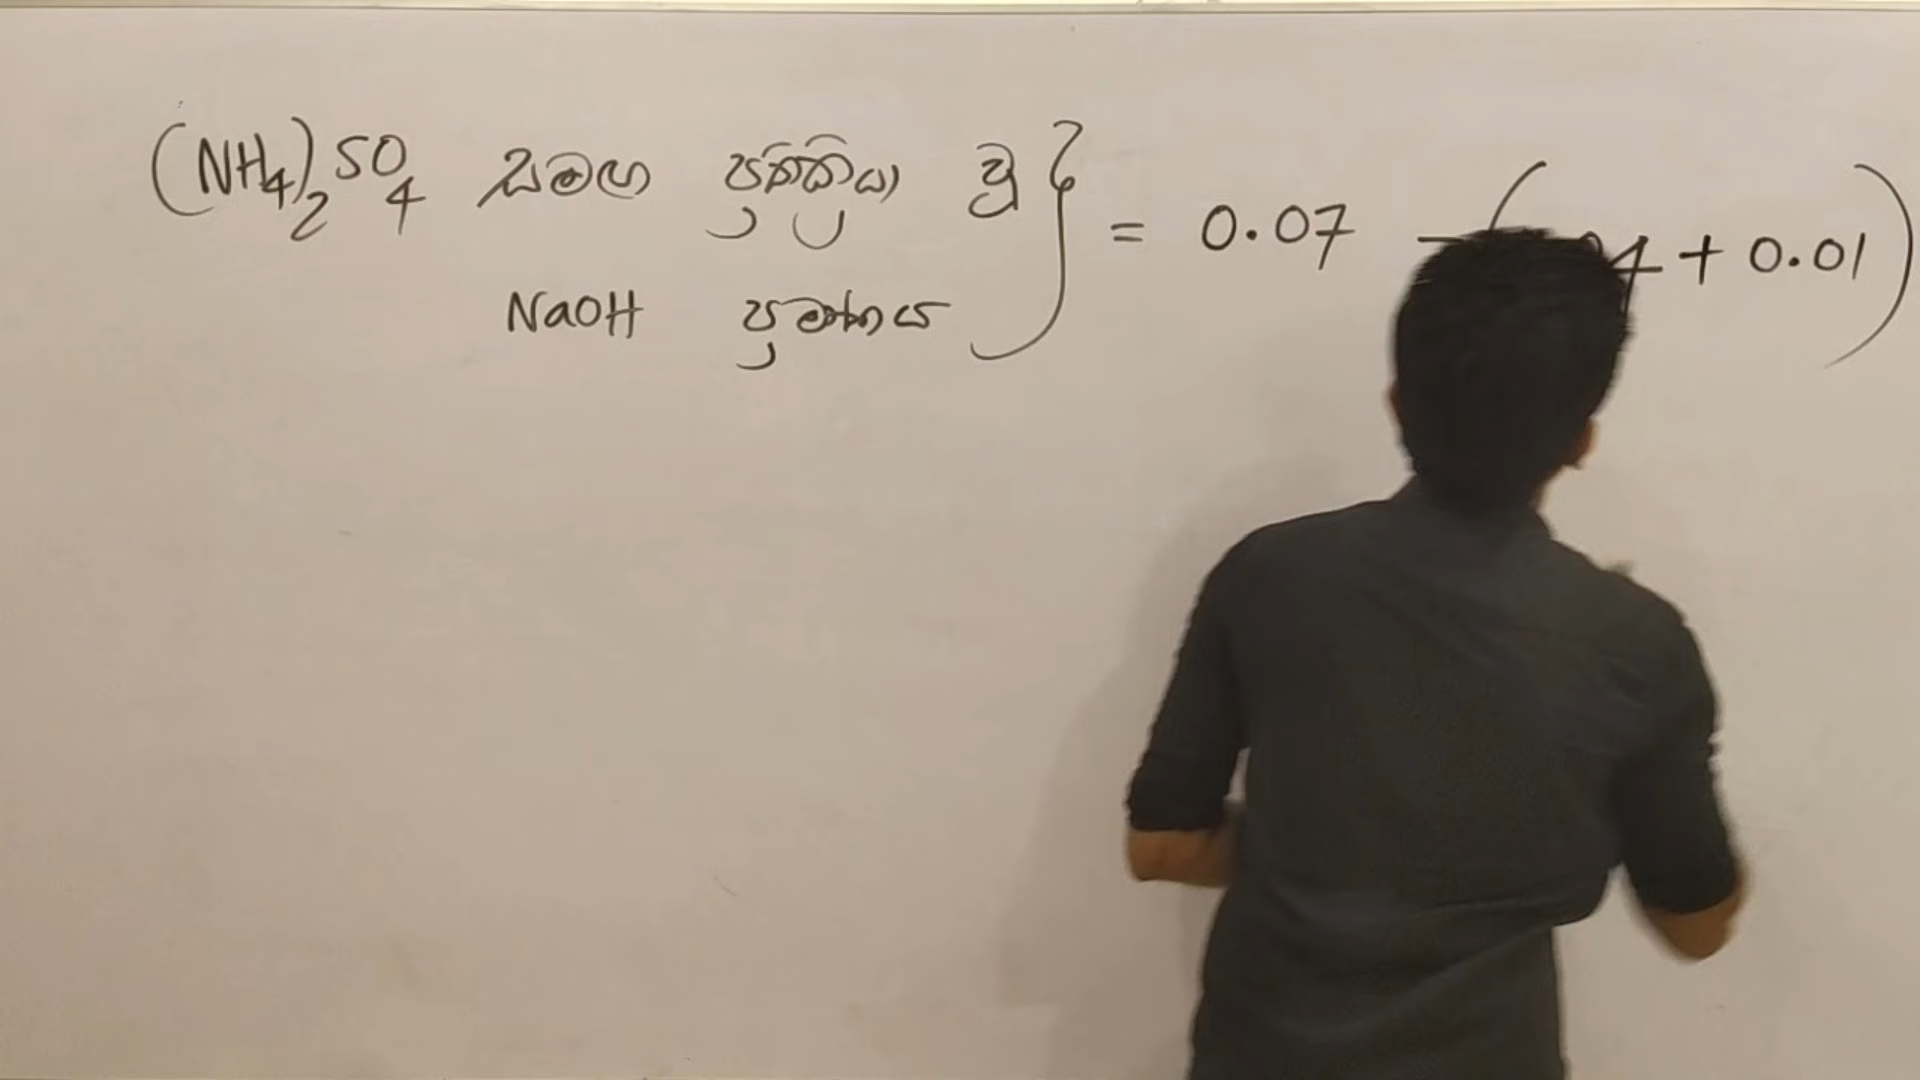 (NH₄)₂SO₄ සමඟ ප්‍රතික්‍රියා වූ } = 0.07 - ( 4 + 0.01)
NaOH ප්‍රමාණය